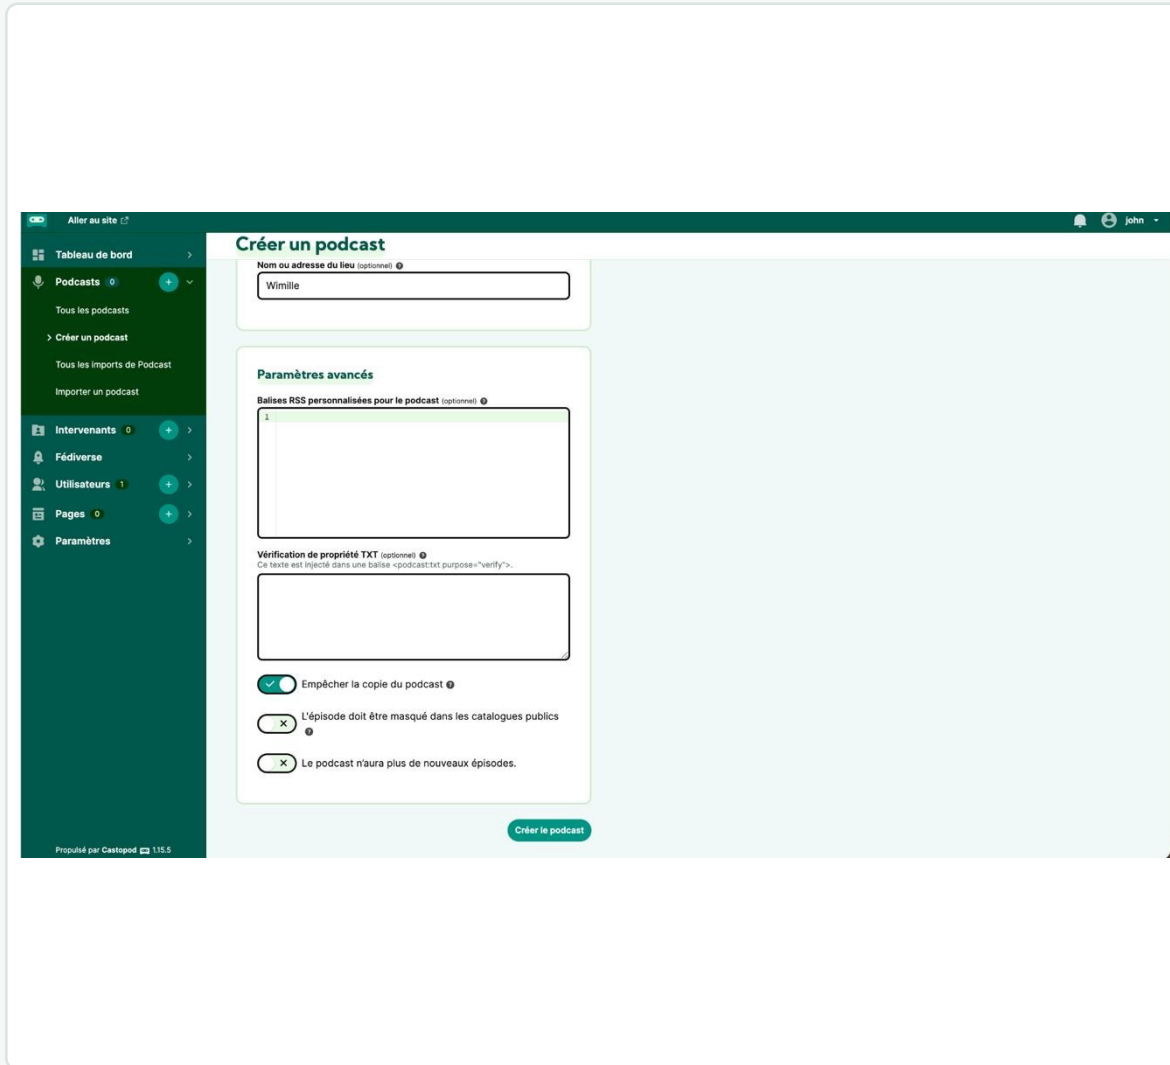 Aller au site
john
Tableau de bord
Podcasts 0 +
Tous les podcasts
Créer un podcast
Tous les imports de Podcast
Importer un podcast
Intervenants 0 +
Fédiverse
Utilisateurs 1 +
Pages 0 +
Paramètres
Propulsé par Castopod 1.15.5
Créer un podcast
Nom ou adresse du lieu (optionnel) ?
Wimille
Paramètres avancés
Balises RSS personnalisées pour le podcast (optionnel) ?
1
Vérification de propriété TXT (optionnel) ?
Ce texte est injecté dans une balise <podcast:txt purpose="verify">.
Empêcher la copie du podcast ?
L'épisode doit être masqué dans les catalogues publics
?
Le podcast n'aura plus de nouveaux épisodes.
Créer le podcast